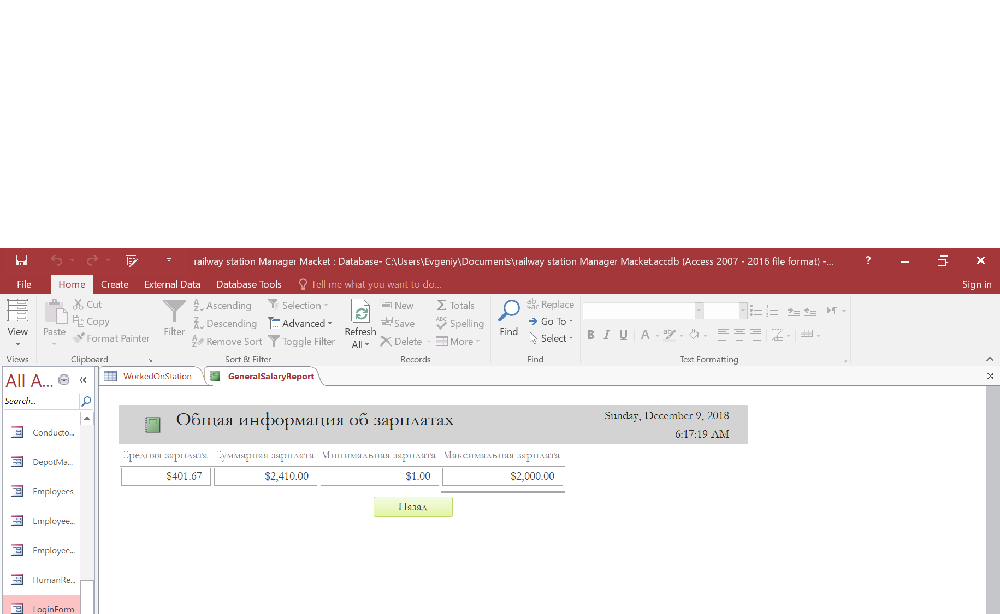 railway station Manager Macket : Database- C:\Users\Evgeniy\Documents\railway station Manager Macket.accdb (Access 2007 - 2016 file format) -... ?
File Home Create External Data Database Tools Tell me what you want to do... Sign in
View
Views
Paste
Cut
Copy
Format Painter
Clipboard
Filter
Ascending
Descending
Remove Sort
Selection
Advanced
Toggle Filter
Sort & Filter
Refresh
All
New
Save
Delete
Totals
Spelling
More
Records
Find
Replace
Go To
Select
Find
B I U A
Text Formatting
All A...
Search...
Conducto...
DepotMa...
Employees
Employee...
Employee...
HumanRe...
LoginForm
WorkedOnStation GeneralSalaryReport
Общая информация об зарплатах
Sunday, December 9, 2018
6:17:19 AM
Средняя зарплата Суммарная зарплата Минимальная зарплата Максимальная зарплата
$401.67 $2,410.00 $1.00 $2,000.00
Назад